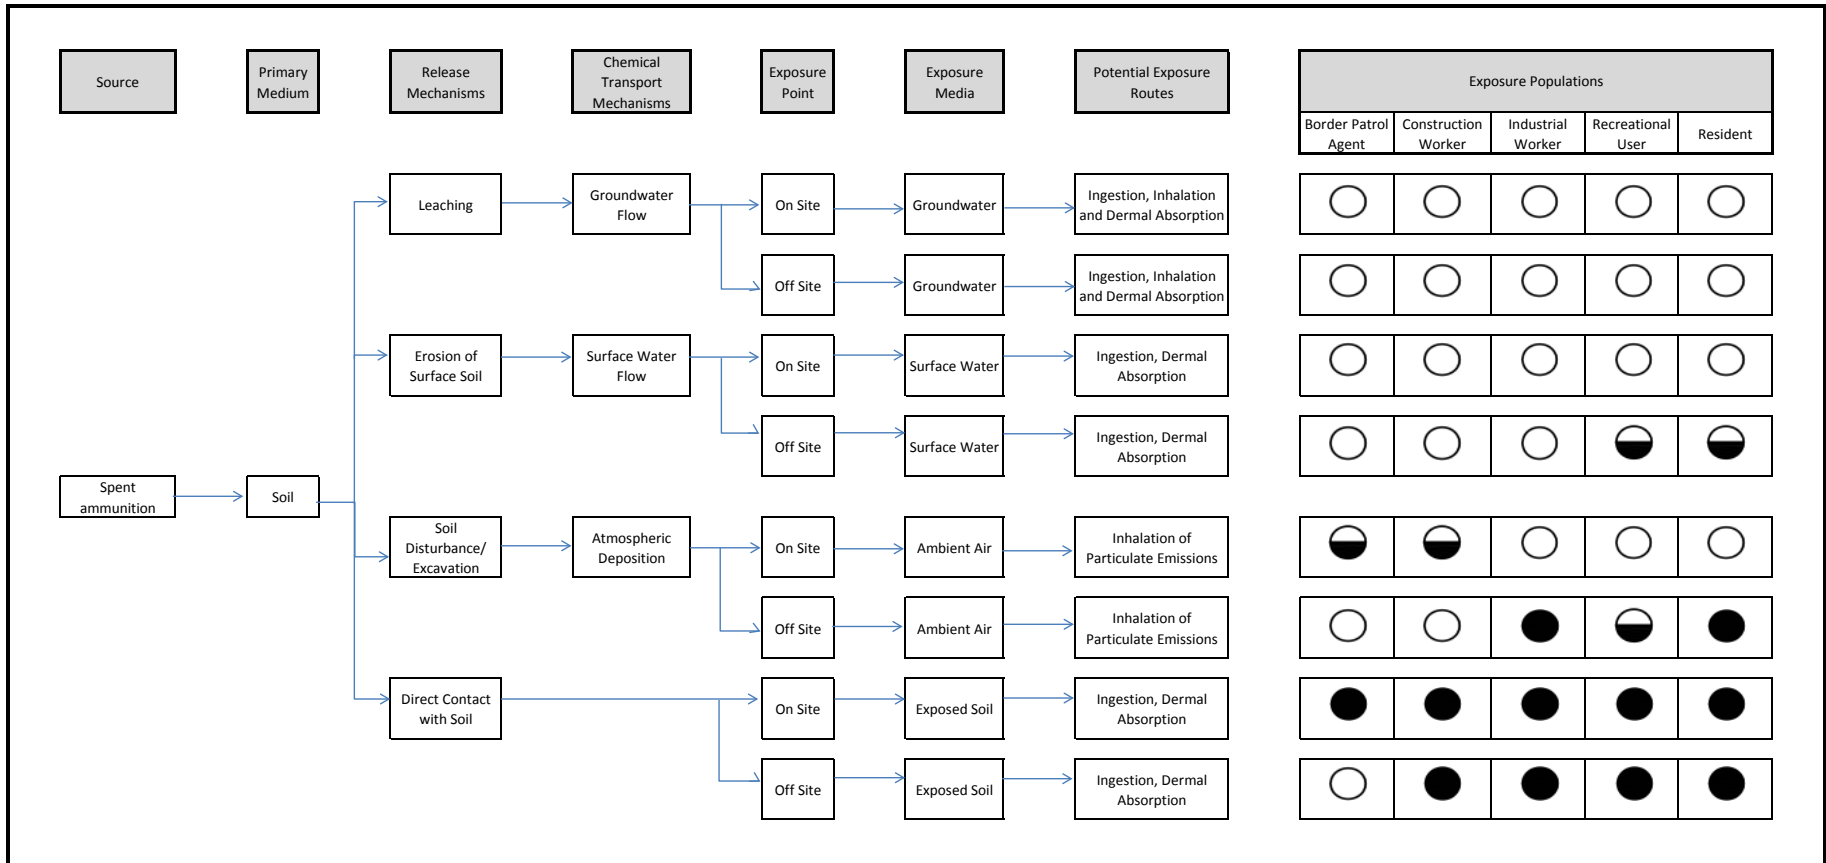 Source
Primary
Medium
Release
Mechanisms
Chemical
Transport
Mechanisms
Exposure
Point
Exposure
Media
Potential Exposure
Routes
Exposure Populations
Border Patrol
Agent
Construction
Worker
Industrial
Worker
Recreational
User
Resident
Leaching
Groundwater
Flow
On Site
Groundwater
Ingestion, Inhalation
and Dermal Absorption
Off Site
Groundwater
Ingestion, Inhalation
and Dermal Absorption
Erosion of
Surface Soil
Surface Water
Flow
On Site
Surface Water
Ingestion, Dermal
Absorption
Off Site
Surface Water
Ingestion, Dermal
Absorption
Spent
ammunition
Soil
Soil
Disturbance/
Excavation
Atmospheric
Deposition
On Site
Ambient Air
Inhalation of
Particulate Emissions
Off Site
Ambient Air
Inhalation of
Particulate Emissions
Direct Contact
with Soil
On Site
Exposed Soil
Ingestion, Dermal
Absorption
Off Site
Exposed Soil
Ingestion, Dermal
Absorption